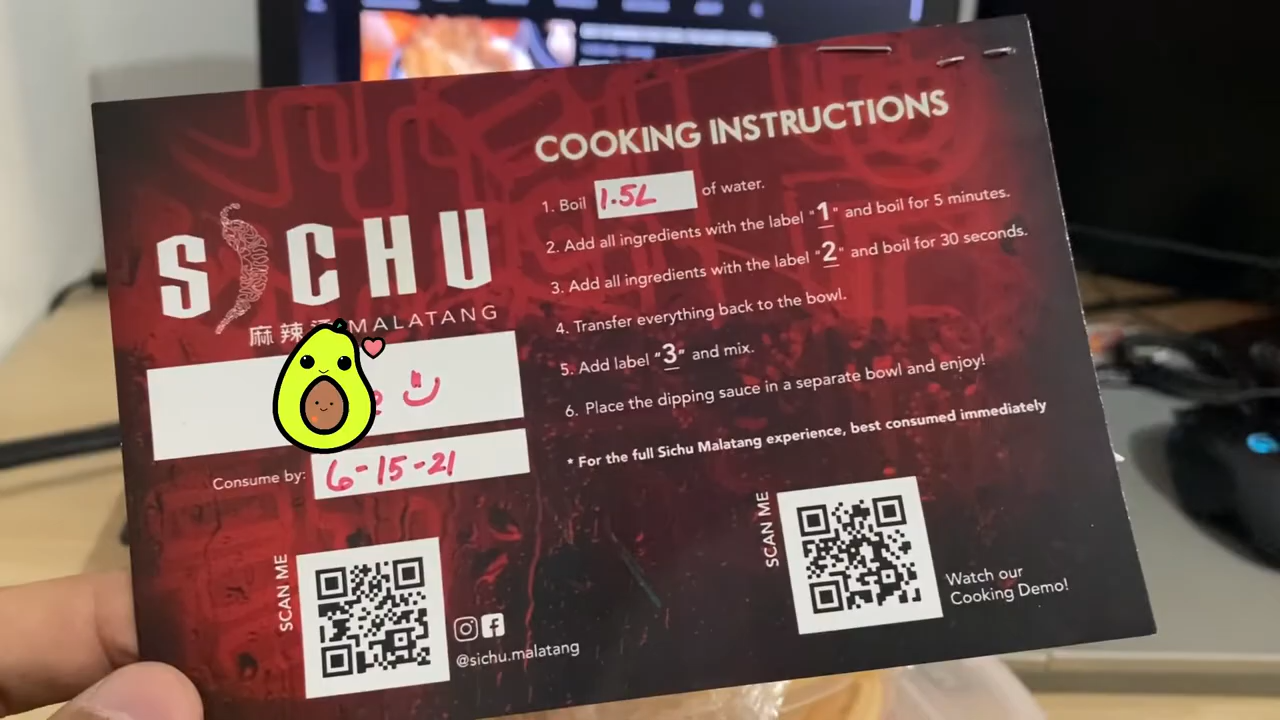 SICHU
麻辣 MALATANG
Consume by: 6-15-21
SCAN ME
@sichu.malatang
COOKING INSTRUCTIONS
1. Boil 1.5L of water.
2. Add all ingredients with the label "1" and boil for 5 minutes.
3. Add all ingredients with the label "2" and boil for 30 seconds.
4. Transfer everything back to the bowl.
5. Add label "3" and mix.
6. Place the dipping sauce in a separate bowl and enjoy!
* For the full Sichu Malatang experience, best consumed immediately
SCAN ME
Watch our
Cooking Demo!